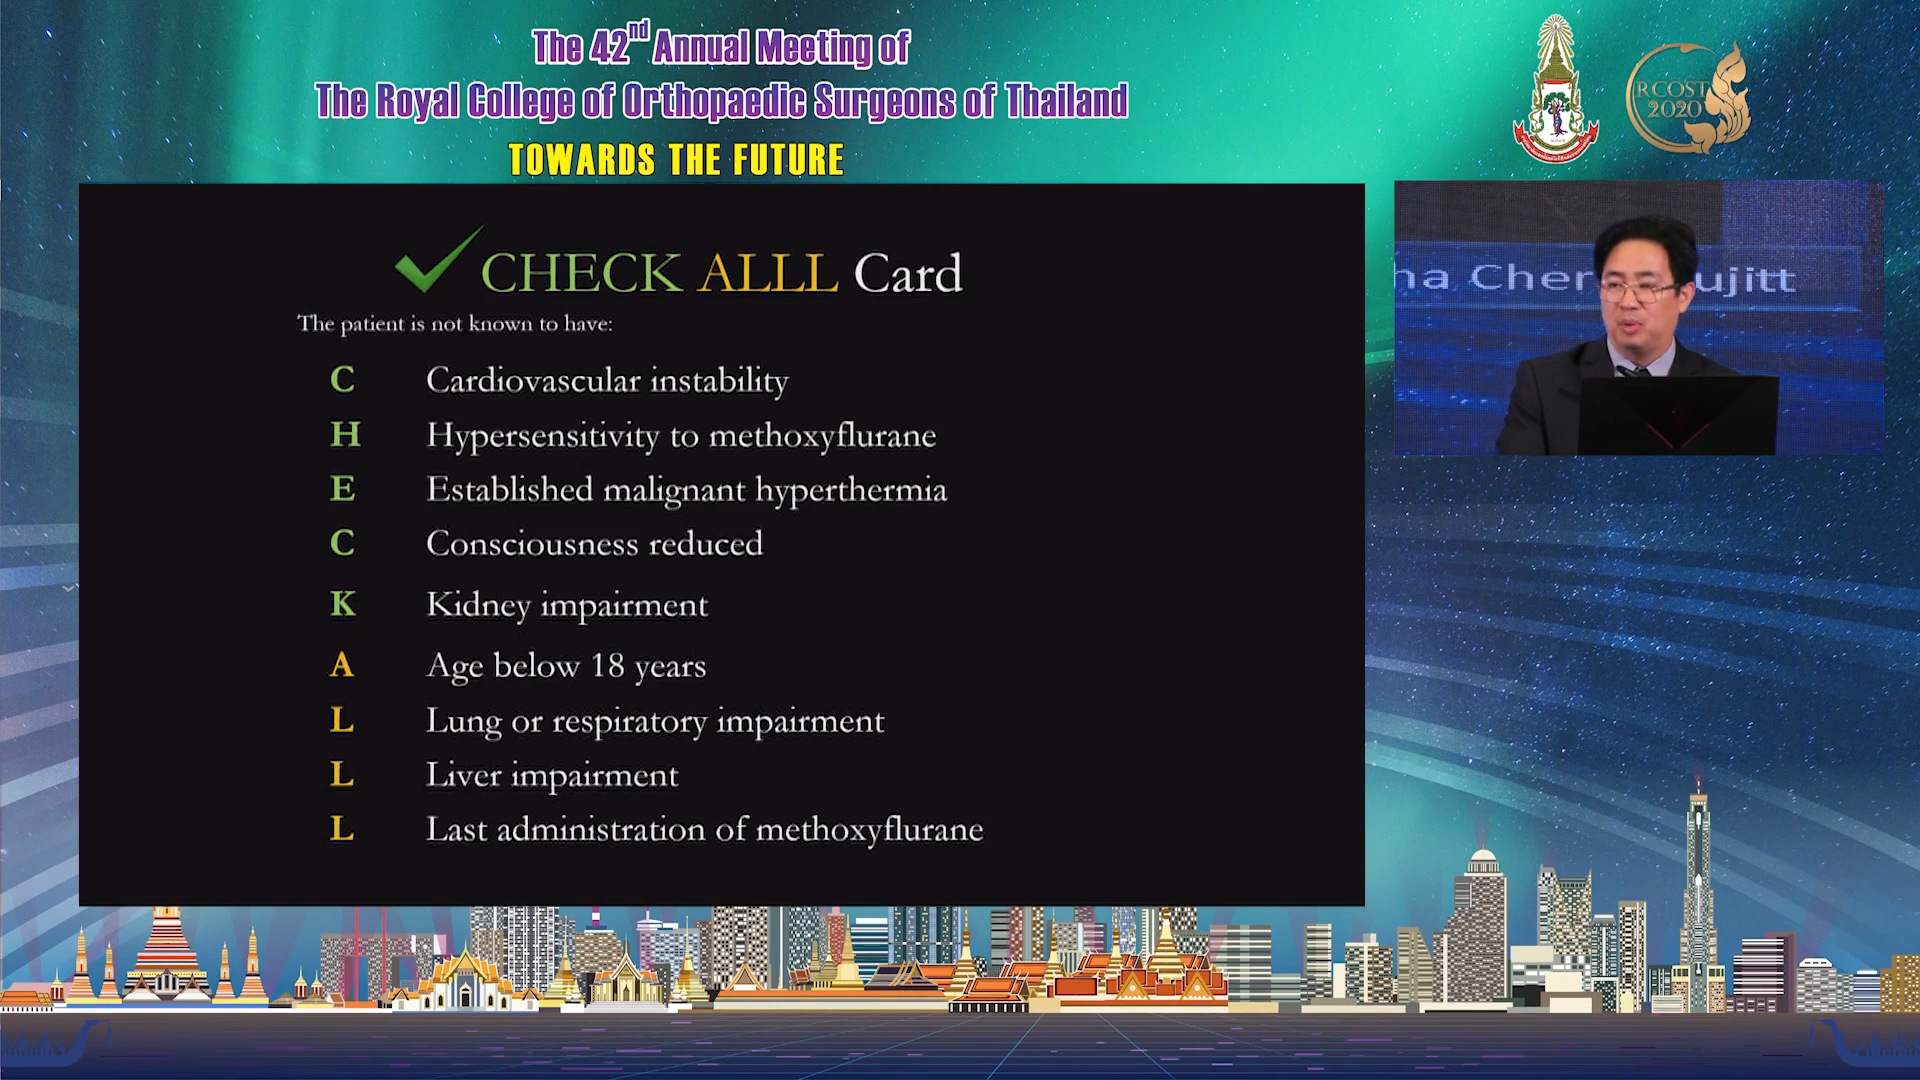 The 42nd Annual Meeting of
The Royal College of Orthopaedic Surgeons of Thailand
TOWARDS THE FUTURE
RCOST
2020
CHECK ALLL Card
The patient is not known to have:
C Cardiovascular instability
H Hypersensitivity to methoxyflurane
E Established malignant hyperthermia
C Consciousness reduced
K Kidney impairment
A Age below 18 years
L Lung or respiratory impairment
L Liver impairment
L Last administration of methoxyflurane